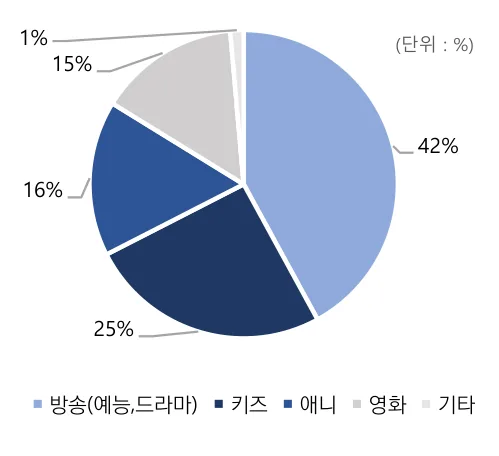 1%
(단위 : %)
15%
42%
16%
25%
방송(예능,드라마) 키즈 애니 영화 기타